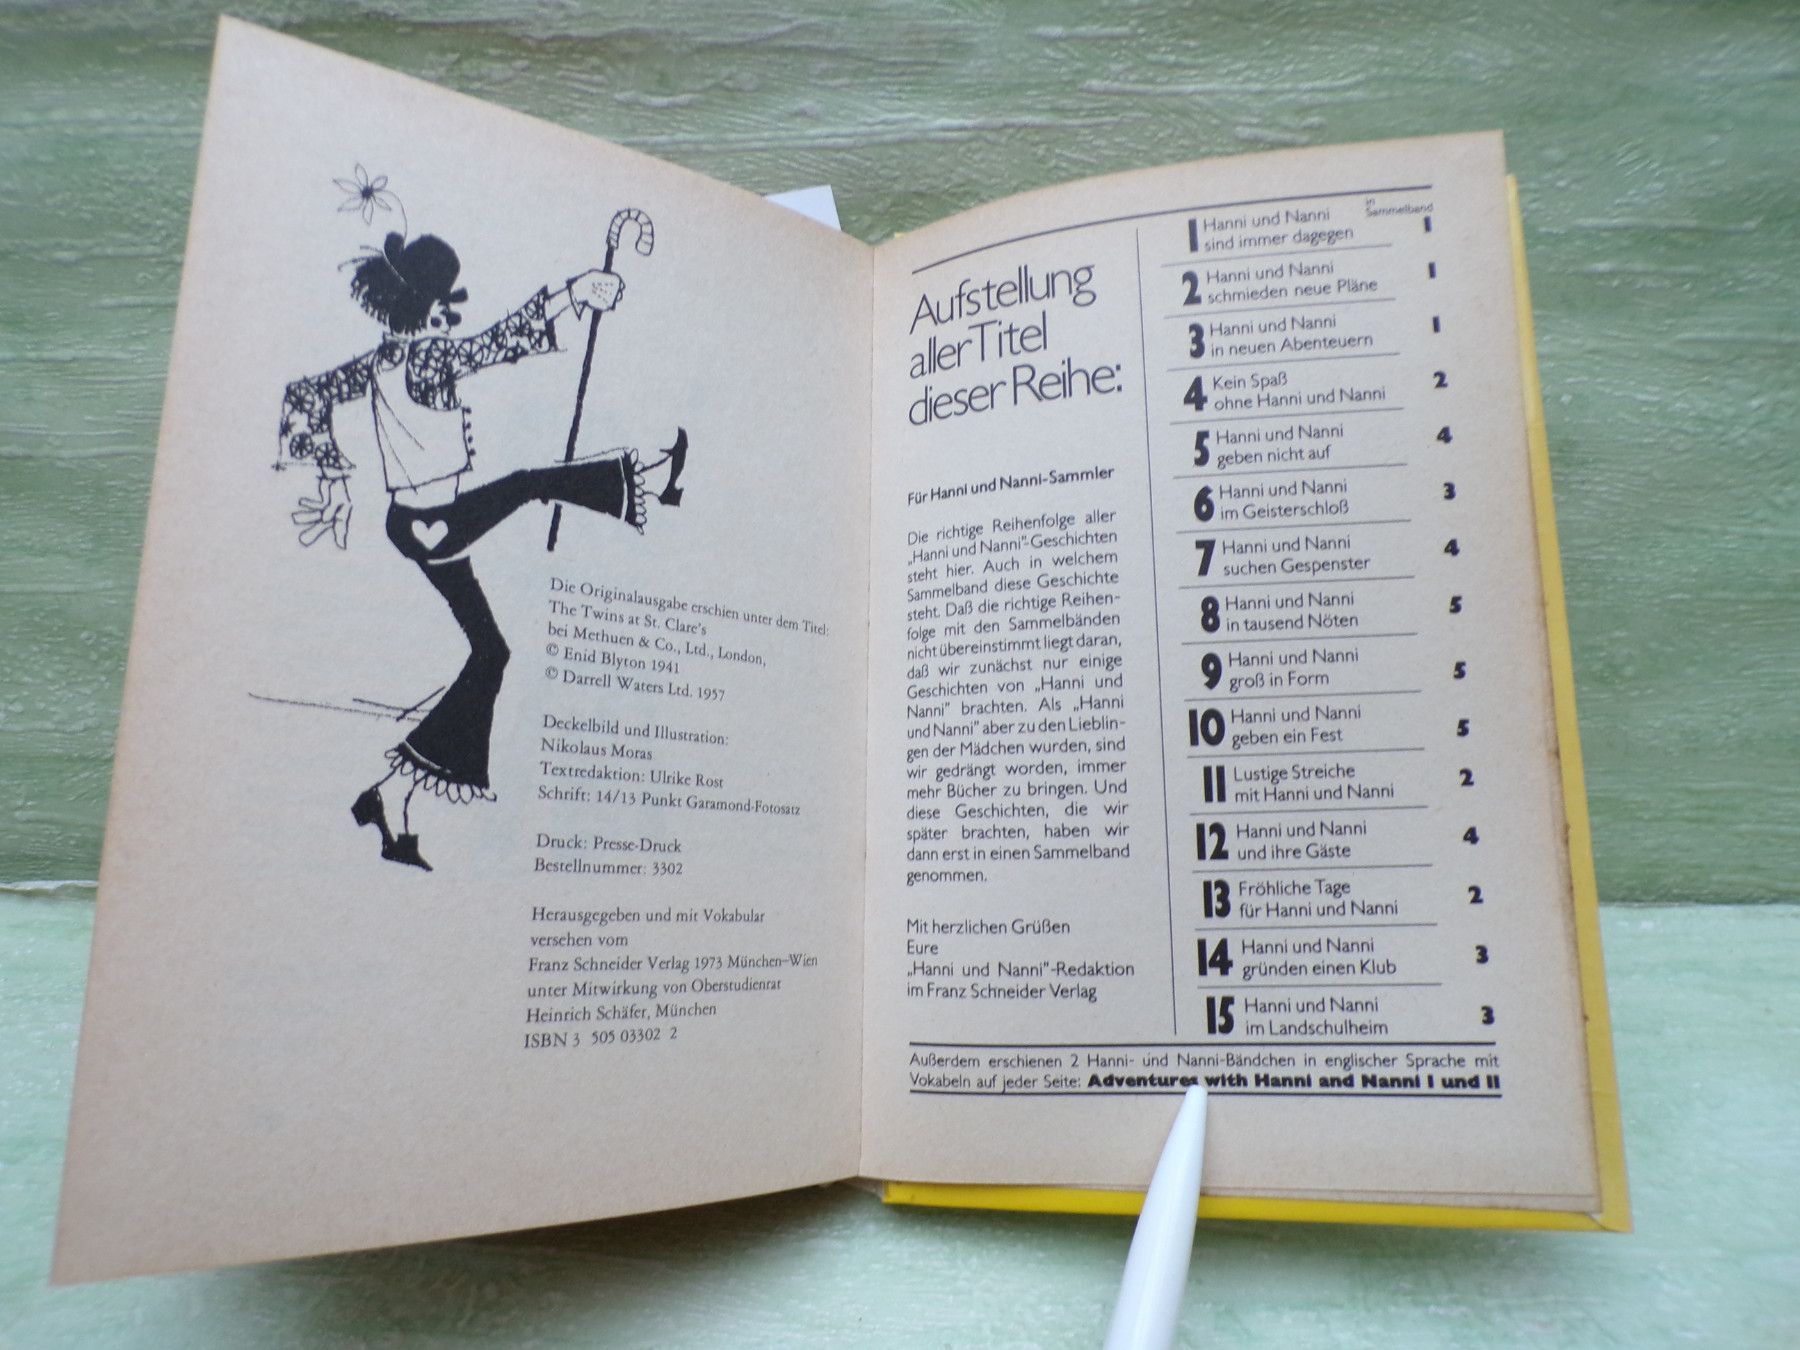 Die Originalausgabe erschien unter dem Titel:
The Twins at St. Clare's
bei Methuen & Co., Ltd., London,
© Enid Blyton 1941
© Darrell Waters Ltd. 1957
Deckelbild und Illustration:
Nikolaus Moras
Textredaktion: Ulrike Rost
Schrift: 14/13 Punkt Garamond-Fotosatz
Druck: Presse-Druck
Bestellnummer: 3302
Herausgegeben und mit Vokabular
versehen vom
Franz Schneider Verlag 1973 München–Wien
unter Mitwirkung von Oberstudienrat
Heinrich Schäfer, München
ISBN 3 505 03302 2
Aufstellung
aller Titel
dieser Reihe:
Für Hanni und Nanni-Sammler
Die richtige Reihenfolge aller
„Hanni und Nanni"-Geschichten
steht hier. Auch in welchem
Sammelband diese Geschichte
steht. Daß die richtige Reihen-
folge mit den Sammelbänden
nicht übereinstimmt liegt daran,
daß wir zunächst nur einige
Geschichten von „Hanni und
Nanni" brachten. Als „Hanni
und Nanni" aber zu den Lieblin-
gen der Mädchen wurden, sind
wir gedrängt worden, immer
mehr Bücher zu bringen. Und
diese Geschichten, die wir
später brachten, haben wir
dann erst in einen Sammelband
genommen.
Mit herzlichen Grüßen
Eure
„Hanni und Nanni"-Redaktion
im Franz Schneider Verlag
in
Sammelband
1 Hanni und Nanni
sind immer dagegen 1
2 Hanni und Nanni
schmieden neue Pläne 1
3 Hanni und Nanni
in neuen Abenteuern 1
4 Kein Spaß
ohne Hanni und Nanni 2
5 Hanni und Nanni
geben nicht auf 4
6 Hanni und Nanni
im Geisterschloß 3
7 Hanni und Nanni
suchen Gespenster 4
8 Hanni und Nanni
in tausend Nöten 5
9 Hanni und Nanni
groß in Form 5
10 Hanni und Nanni
geben ein Fest 5
11 Lustige Streiche
mit Hanni und Nanni 2
12 Hanni und Nanni
und ihre Gäste 4
13 Fröhliche Tage
für Hanni und Nanni 2
14 Hanni und Nanni
gründen einen Klub 3
15 Hanni und Nanni
im Landschulheim 3
Außerdem erschienen 2 Hanni- und Nanni-Bändchen in englischer Sprache mit
Vokabeln auf jeder Seite: Adventures with Hanni and Nanni I und II